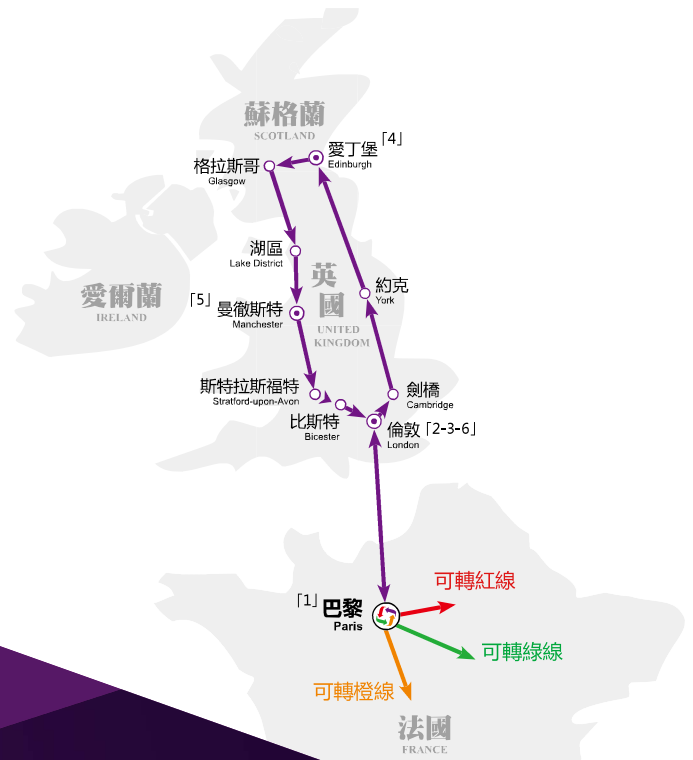 蘇格蘭
SCOTLAND
愛丁堡「4」
Edinburgh
格拉斯哥
Glasgow
湖區
Lake District
英
國
UNITED
KINGDOM
約克
York
愛爾蘭
IRELAND
「5」曼徹斯特
Manchester
斯特拉斯福特
Stratford-upon-Avon
劍橋
Cambridge
比斯特
Bicester
倫敦「2-3-6」
London
可轉紅線
「1」巴黎
Paris
可轉綠線
可轉橙線
法國
FRANCE